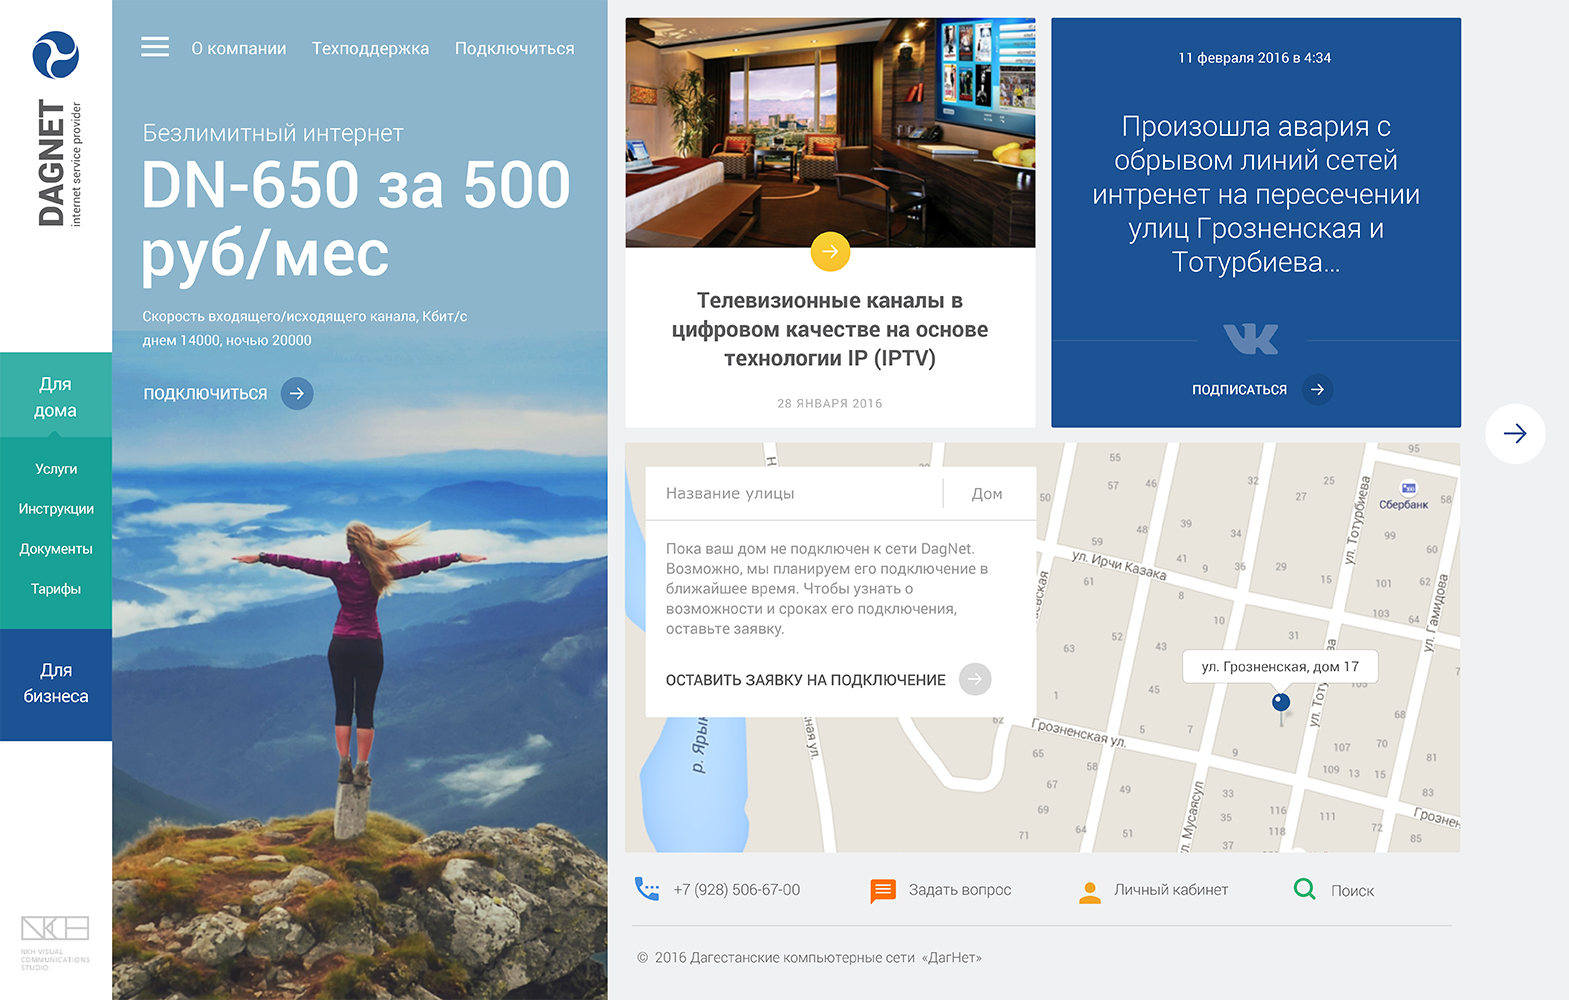 DAGNET
internet service provider
Для
дома
Услуги
Инструкции
Документы
Тарифы
Для
бизнеса
NKH VISUAL
COMMUNICATIONS
STUDIO
О компании Техподдержка Подключиться
Безлимитный интернет
DN-650 за 500
руб/мес
Скорость входящего/исходящего канала, Кбит/с
днем 14000, ночью 20000
ПОДКЛЮЧИТЬСЯ
Телевизионные каналы в
цифровом качестве на основе
технологии IP (IPTV)
28 ЯНВАРЯ 2016
11 февраля 2016 в 4:34
Произошла авария с
обрывом линий сетей
интренет на пересечении
улиц Грозненская и
Тотурбиева...
ПОДПИСАТЬСЯ
Название улицы Дом
Пока ваш дом не подключен к сети DagNet.
Возможно, мы планируем его подключение в
ближайшее время. Чтобы узнать о
возможности и сроках его подключения,
оставьте заявку.
ОСТАВИТЬ ЗАЯВКУ НА ПОДКЛЮЧЕНИЕ
95
55
57
46
50
32
27
25
58
Сбербанк
ул. Тотурбиева
99
48
39
34
59
60
ул. Ирчи Казака
41
9
36
29
61
15
101
62
8
103
64
ул. Гамидова
10
31
63
52
ул. Грозненская, дом 17
1
45
105
68
ул.
62
Грозненская ул.
5
17
107
70
65
58
9
109
13
15
81
р. Ярык
ная ул.
67
49
33
83
69
35
116
111
72
71
64
51
118
85
37
Мусаясул
+7 (928) 506-67-00
Задать вопрос
Личный кабинет
Поиск
© 2016 Дагестанские компьютерные сети «ДагНет»